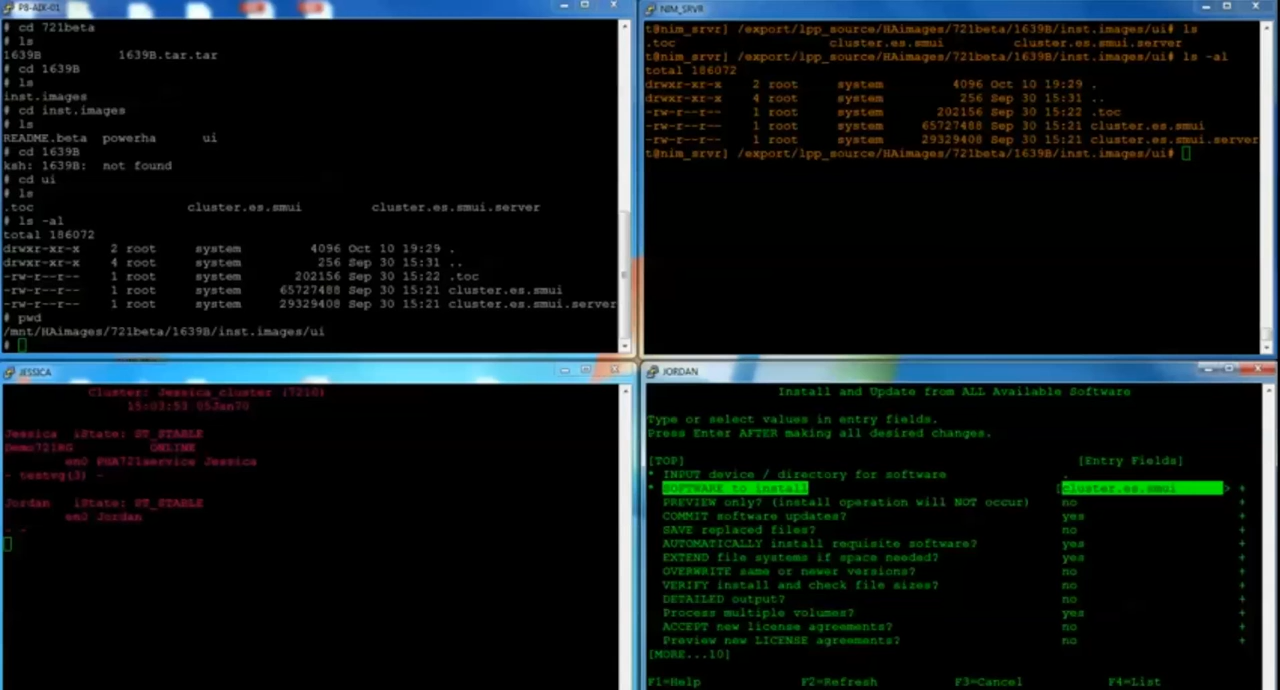 P8-AIX-01
# cd 721beta
# ls
1639B 1639B.tar.tar
# cd 1639B
# ls
inst.images
# cd inst.images
# ls
README.beta powerha ui
# cd 1639B
ksh: 1639B: not found
# cd ui
# ls
.toc cluster.es.smui cluster.es.smui.server
# ls -al
total 186072
drwxr-xr-x 2 root system 4096 Oct 10 19:29 .
drwxr-xr-x 4 root system 256 Sep 30 15:31 ..
-rw-r--r-- 1 root system 202156 Sep 30 15:22 .toc
-rw-r--r-- 1 root system 65727488 Sep 30 15:21 cluster.es.smui
-rw-r--r-- 1 root system 29329408 Sep 30 15:21 cluster.es.smui.server
# pwd
/mnt/HAimages/721beta/1639B/inst.images/ui
#
NIM_SRVR
t@nim_srvr] /export/lpp_source/HAimages/721beta/1639B/inst.images/ui# ls
.toc cluster.es.smui cluster.es.smui.server
t@nim_srvr] /export/lpp_source/HAimages/721beta/1639B/inst.images/ui# ls -al
total 186072
drwxr-xr-x 2 root system 4096 Oct 10 19:29 .
drwxr-xr-x 4 root system 256 Sep 30 15:31 ..
-rw-r--r-- 1 root system 202156 Sep 30 15:22 .toc
-rw-r--r-- 1 root system 65727488 Sep 30 15:21 cluster.es.smui
-rw-r--r-- 1 root system 29329408 Sep 30 15:21 cluster.es.smui.server
t@nim_srvr] /export/lpp_source/HAimages/721beta/1639B/inst.images/ui#
JESSICA
Cluster: Jessica_cluster (7210)
15:03:53 05Jan70
Jessica iState: ST_STABLE
Demo721RG ONLINE
en0 PHA721service Jessica
- testvg(3) -
Jordan iState: ST_STABLE
en0 Jordan
- -
JORDAN
Install and Update from ALL Available Software
Type or select values in entry fields.
Press Enter AFTER making all desired changes.
[TOP] [Entry Fields]
* INPUT device / directory for software .
* SOFTWARE to install [cluster.es.smui > +
PREVIEW only? (install operation will NOT occur) no +
COMMIT software updates? yes +
SAVE replaced files? no +
AUTOMATICALLY install requisite software? yes +
EXTEND file systems if space needed? yes +
OVERWRITE same or newer versions? no +
VERIFY install and check file sizes? no +
DETAILED output? no +
Process multiple volumes? yes +
ACCEPT new license agreements? no +
Preview new LICENSE agreements? no +
[MORE...10]
F1=Help F2=Refresh F3=Cancel F4=List